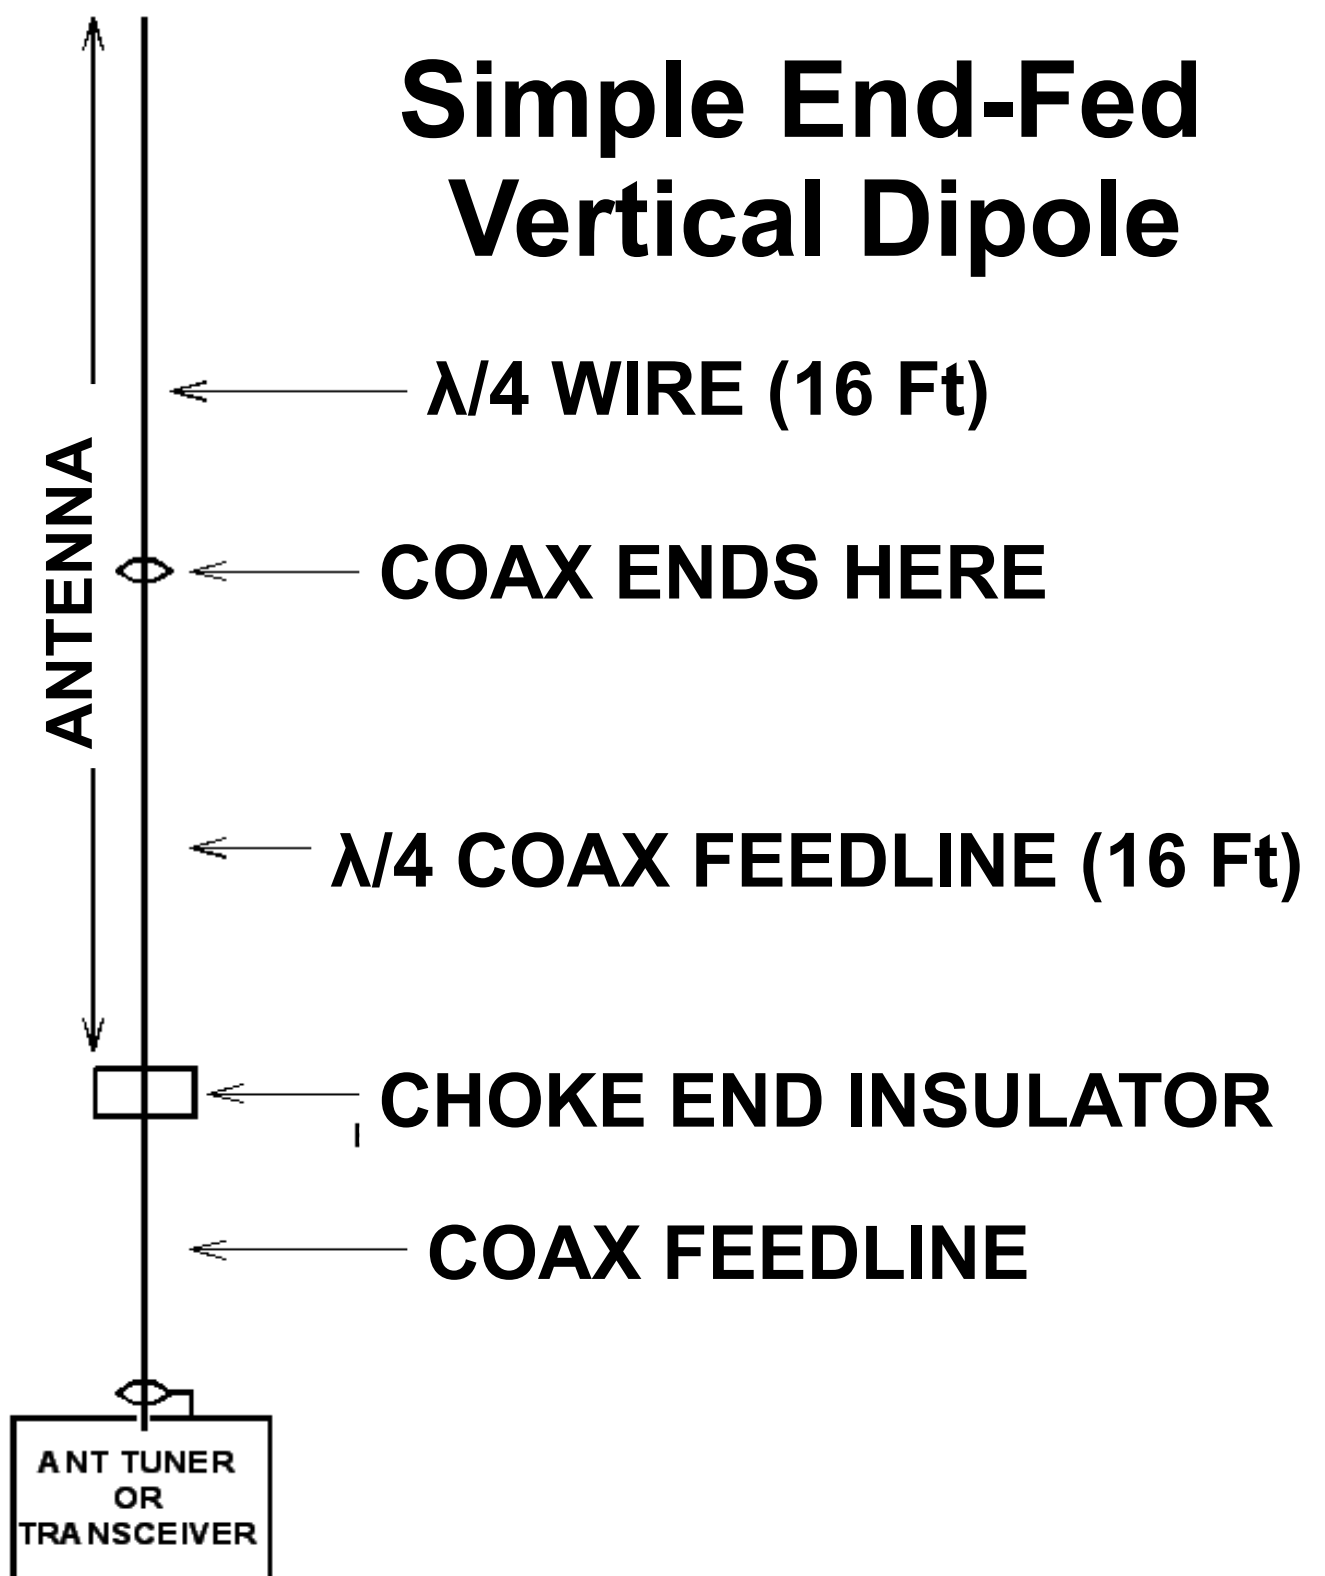 Simple End-Fed
Vertical Dipole
λ/4 WIRE (16 Ft)
ANTENNA
COAX ENDS HERE
λ/4 COAX FEEDLINE (16 Ft)
CHOKE END INSULATOR
COAX FEEDLINE
ANT TUNER
OR
TRANSCEIVER